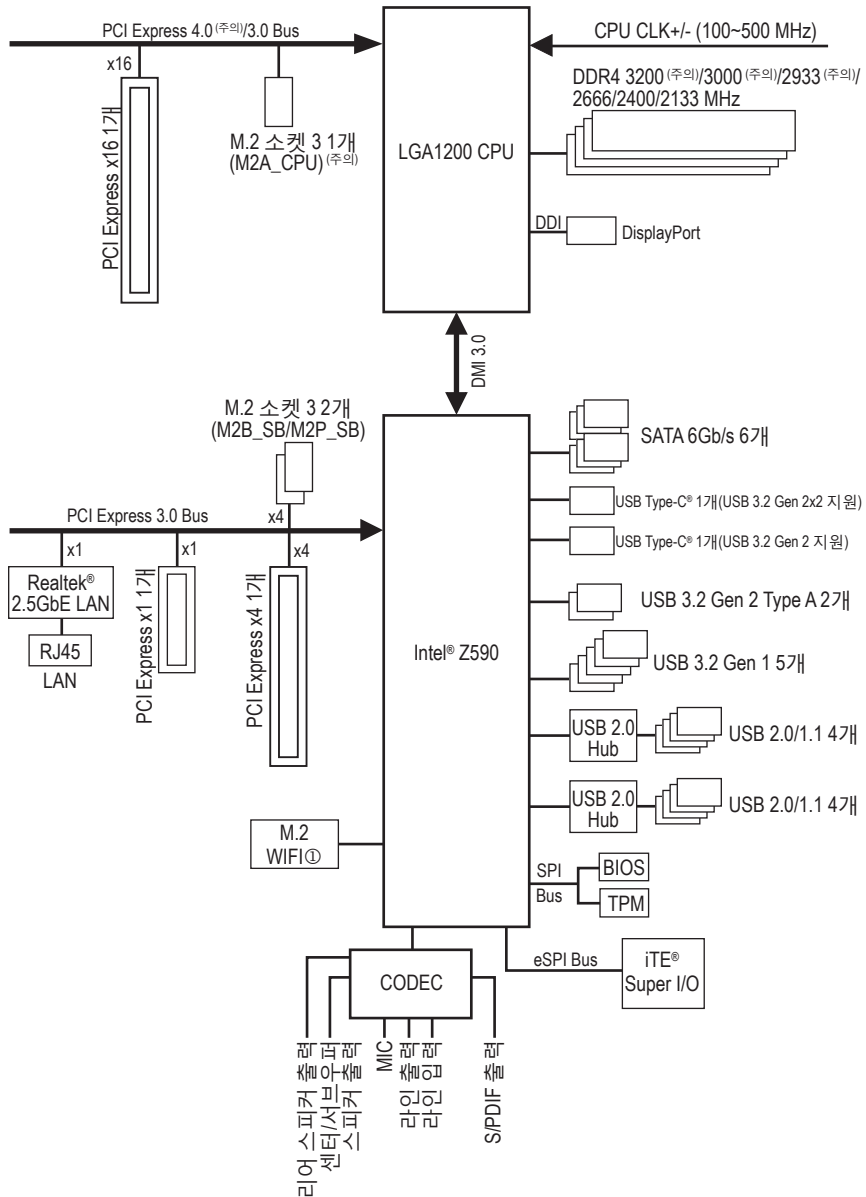 PCI Express 4.0 (주의)/3.0 Bus
x16
PCI Express x16 1개
M.2 소켓 3 1개
(M2A_CPU) (주의)
LGA1200 CPU
CPU CLK+/- (100~500 MHz)
DDR4 3200 (주의)/3000 (주의)/2933 (주의)/
2666/2400/2133 MHz
DDI
DisplayPort
DMI 3.0
M.2 소켓 3 2개
(M2B_SB/M2P_SB)
PCI Express 3.0 Bus
x4
x1
x1
x4
Realtek®
2.5GbE LAN
RJ45
LAN
PCI Express x1 1개
PCI Express x4 1개
Intel® Z590
SATA 6Gb/s 6개
USB Type-C® 1개(USB 3.2 Gen 2x2 지원)
USB Type-C® 1개(USB 3.2 Gen 2 지원)
USB 3.2 Gen 2 Type A 2개
USB 3.2 Gen 1 5개
USB 2.0
Hub
USB 2.0/1.1 4개
USB 2.0
Hub
USB 2.0/1.1 4개
M.2
WIFI①
SPI
Bus
BIOS
TPM
eSPI Bus
iTE®
Super I/O
CODEC
리어 스피커 출력
센터/서브우퍼
스피커 출력
MIC
라인 출력
라인 입력
S/PDIF 출력